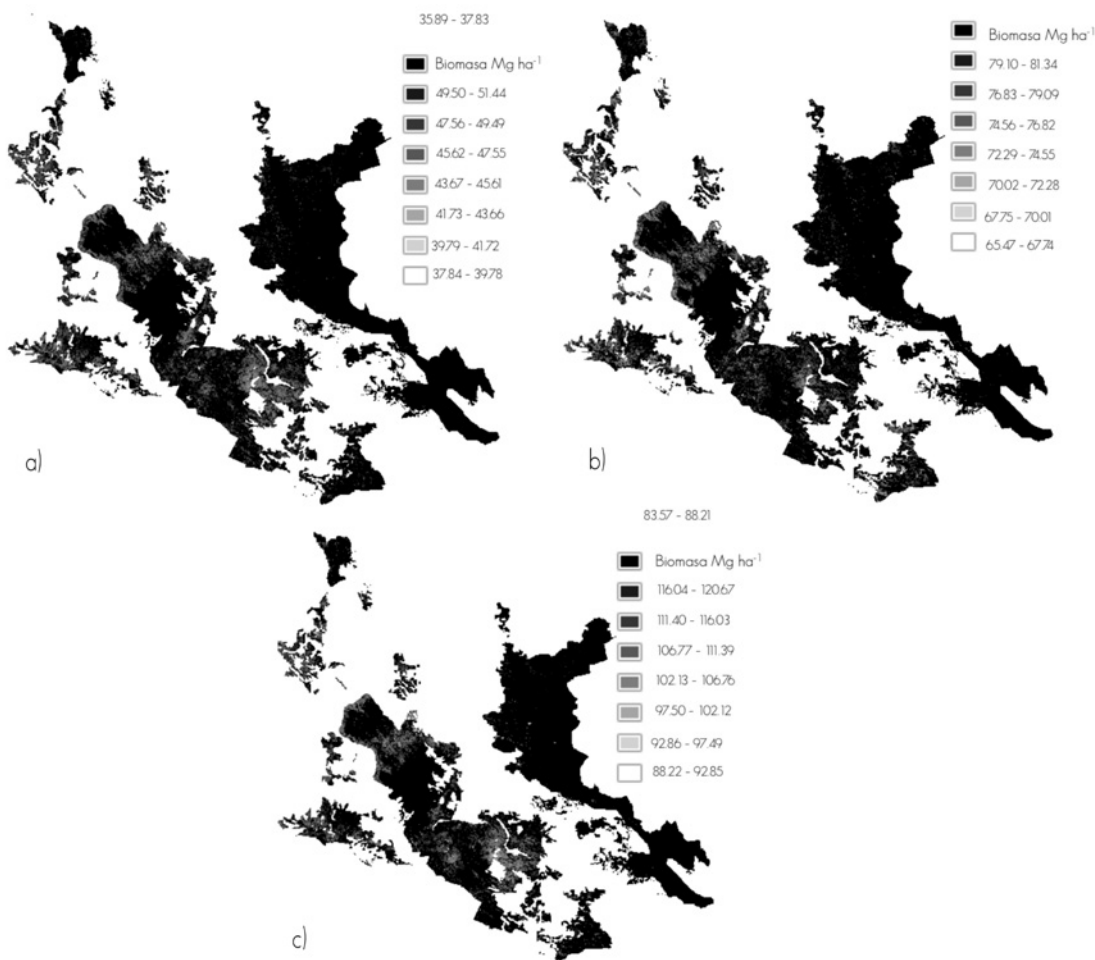 35.89 - 37.83
Biomasa Mg ha⁻¹
49.50 - 51.44
47.56 - 49.49
45.62 - 47.55
43.67 - 45.61
41.73 - 43.66
39.79 - 41.72
37.84 - 39.78
a)
Biomasa Mg ha⁻¹
79.10 - 81.34
76.83 - 79.09
74.56 - 76.82
72.29 - 74.55
70.02 - 72.28
67.75 - 70.01
65.47 - 67.74
b)
83.57 - 88.21
Biomasa Mg ha⁻¹
116.04 - 120.67
111.40 - 116.03
106.77 - 111.39
102.13 - 106.76
97.50 - 102.12
92.86 - 97.49
88.22 - 92.85
c)